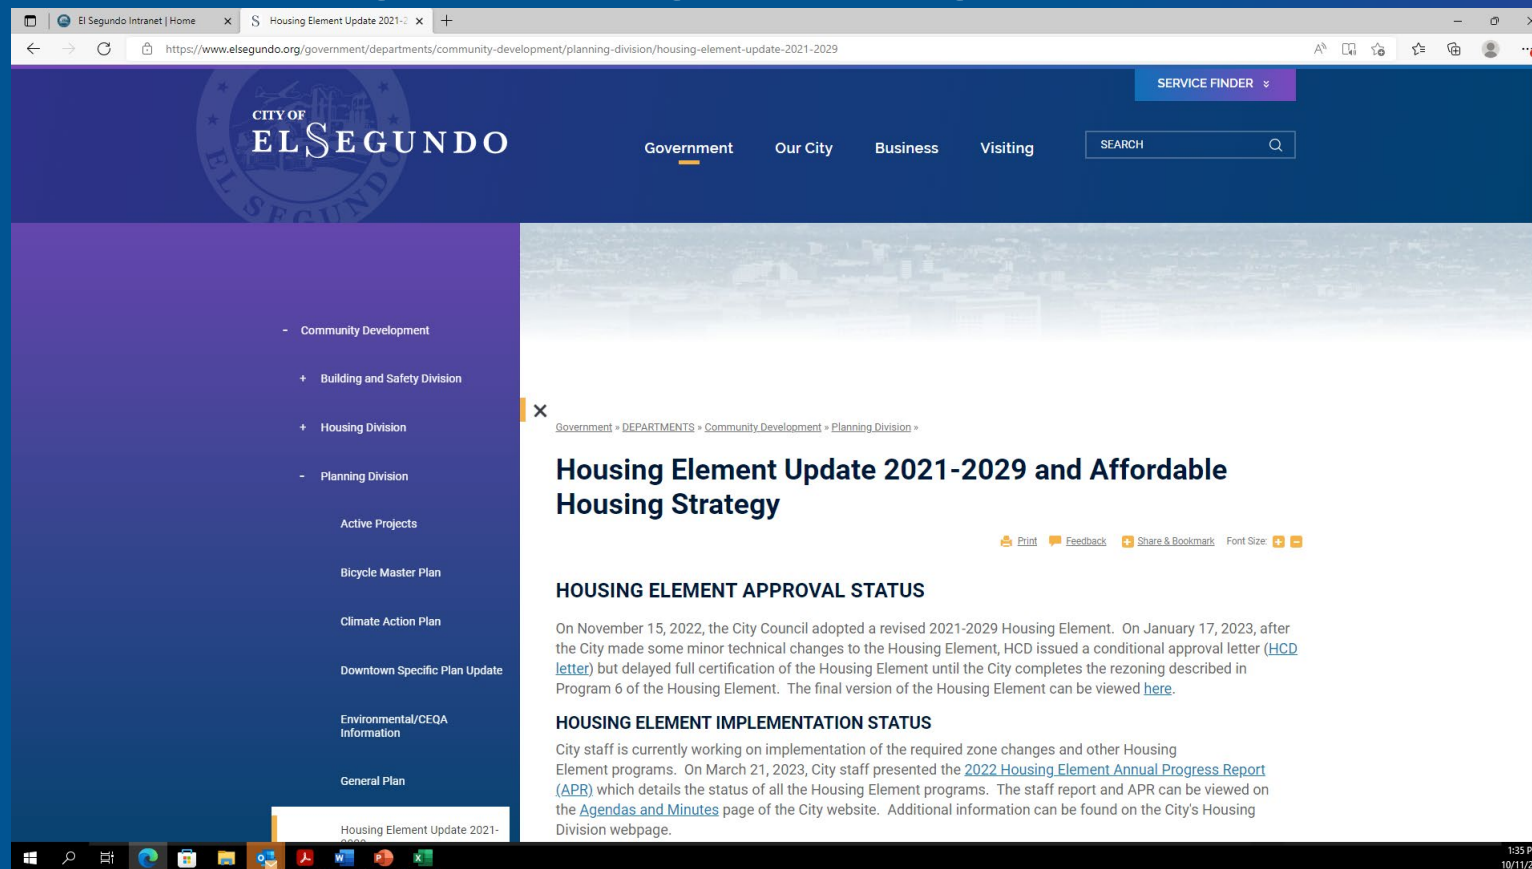 El Segundo Intranet | Home
Housing Element Update 2021-2
https://www.elsegundo.org/government/departments/community-development/planning-division/housing-element-update-2021-2029
SERVICE FINDER
CITY OF
EL SEGUNDO
EL SEGUNDO
Government
Our City
Business
Visiting
SEARCH
- Community Development
+ Building and Safety Division
+ Housing Division
- Planning Division
Active Projects
Bicycle Master Plan
Climate Action Plan
Downtown Specific Plan Update
Environmental/CEQA
Information
General Plan
Housing Element Update 2021-
Government » DEPARTMENTS » Community Development » Planning Division »
Housing Element Update 2021-2029 and Affordable
Housing Strategy
Print Feedback Share & Bookmark Font Size: + -
HOUSING ELEMENT APPROVAL STATUS
On November 15, 2022, the City Council adopted a revised 2021-2029 Housing Element. On January 17, 2023, after
the City made some minor technical changes to the Housing Element, HCD issued a conditional approval letter (HCD
letter) but delayed full certification of the Housing Element until the City completes the rezoning described in
Program 6 of the Housing Element. The final version of the Housing Element can be viewed here.
HOUSING ELEMENT IMPLEMENTATION STATUS
City staff is currently working on implementation of the required zone changes and other Housing
Element programs. On March 21, 2023, City staff presented the 2022 Housing Element Annual Progress Report
(APR) which details the status of all the Housing Element programs. The staff report and APR can be viewed on
the Agendas and Minutes page of the City website. Additional information can be found on the City's Housing
Division webpage.
1:35 P
10/11/2